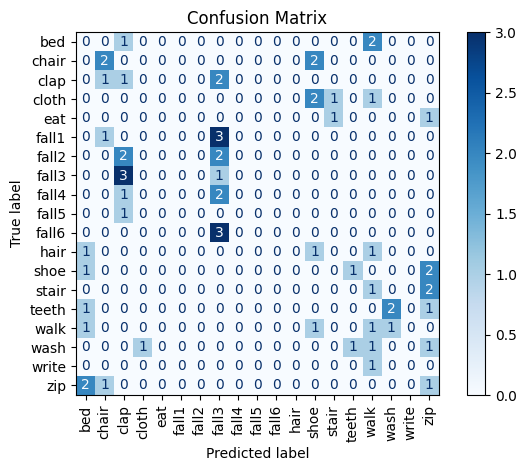 Confusion Matrix
True label
bed 0 0 1 0 0 0 0 0 0 0 0 0 0 0 0 2 0 0 0
chair 0 2 0 0 0 0 0 0 0 0 0 0 2 0 0 0 0 0 0
clap 0 1 1 0 0 0 0 2 0 0 0 0 0 0 0 0 0 0 0
cloth 0 0 0 0 0 0 0 0 0 0 0 0 2 1 0 1 0 0 0
eat 0 0 0 0 0 0 0 0 0 0 0 0 0 1 0 0 0 0 1
fall1 0 1 0 0 0 0 0 3 0 0 0 0 0 0 0 0 0 0 0
fall2 0 0 2 0 0 0 0 2 0 0 0 0 0 0 0 0 0 0 0
fall3 0 0 3 0 0 0 0 1 0 0 0 0 0 0 0 0 0 0 0
fall4 0 0 1 0 0 0 0 2 0 0 0 0 0 0 0 0 0 0 0
fall5 0 0 1 0 0 0 0 0 0 0 0 0 0 0 0 0 0 0 0
fall6 0 0 0 0 0 0 0 3 0 0 0 0 0 0 0 0 0 0 0
hair 1 0 0 0 0 0 0 0 0 0 0 0 1 0 0 1 0 0 0
shoe 1 0 0 0 0 0 0 0 0 0 0 0 0 0 1 0 0 0 2
stair 0 0 0 0 0 0 0 0 0 0 0 0 0 0 0 1 0 0 2
teeth 1 0 0 0 0 0 0 0 0 0 0 0 0 0 0 0 2 0 1
walk 1 0 0 0 0 0 0 0 0 0 0 0 1 0 0 1 1 0 0
wash 0 0 0 1 0 0 0 0 0 0 0 0 0 0 1 1 0 0 1
write 0 0 0 0 0 0 0 0 0 0 0 0 0 0 0 1 0 0 0
zip 2 1 0 0 0 0 0 0 0 0 0 0 0 0 0 0 0 0 1
bed chair clap cloth eat fall1 fall2 fall3 fall4 fall5 fall6 hair shoe stair teeth walk wash write zip
Predicted label
3.0
2.5
2.0
1.5
1.0
0.5
0.0